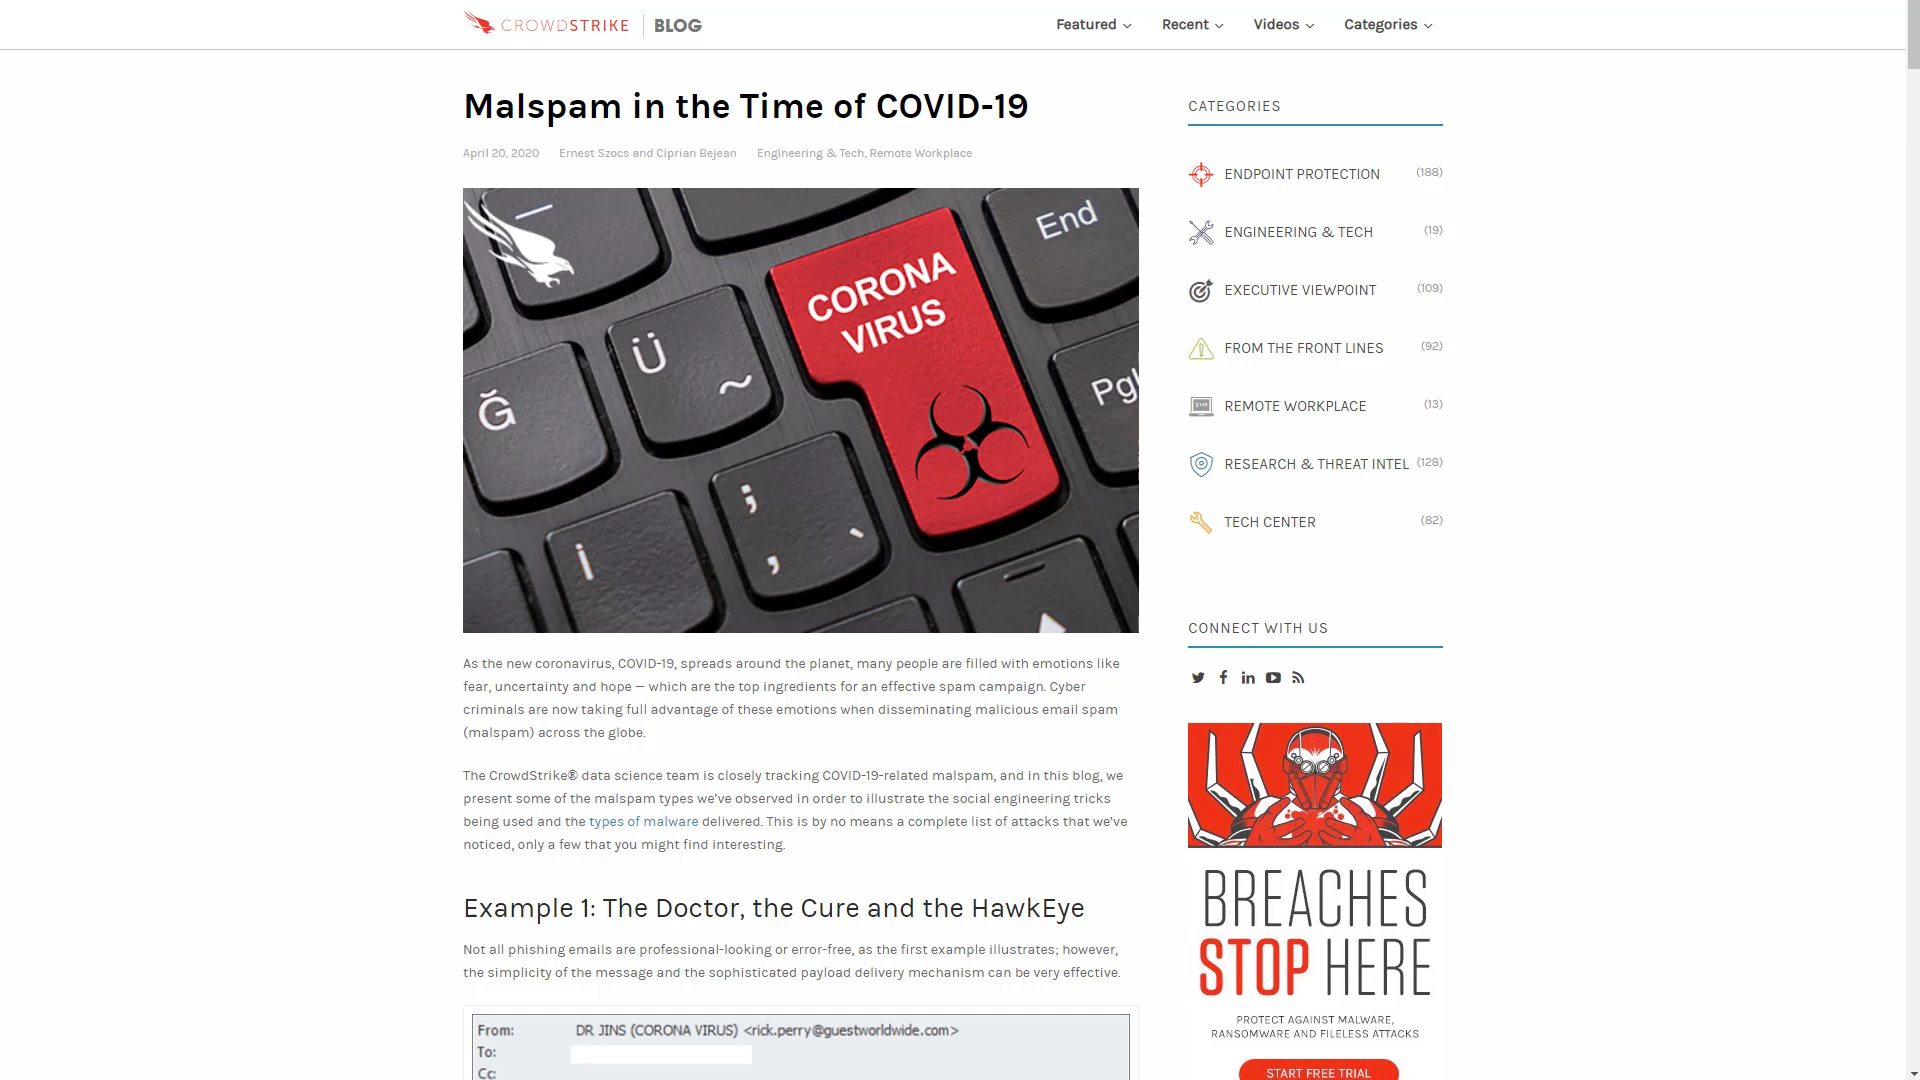 CROWDSTRIKE | BLOG
Featured
Recent
Videos
Categories
Malspam in the Time of COVID-19
April 20, 2020 Ernest Szocs and Ciprian Bejean Engineering & Tech, Remote Workplace
End
CORONA
VIRUS
Ü
~
Ğ
Pg
;
,
i
As the new coronavirus, COVID-19, spreads around the planet, many people are filled with emotions like
fear, uncertainty and hope — which are the top ingredients for an effective spam campaign. Cyber
criminals are now taking full advantage of these emotions when disseminating malicious email spam
(malspam) across the globe.
The CrowdStrike® data science team is closely tracking COVID-19-related malspam, and in this blog, we
present some of the malspam types we've observed in order to illustrate the social engineering tricks
being used and the types of malware delivered. This is by no means a complete list of attacks that we've
noticed, only a few that you might find interesting.
Example 1: The Doctor, the Cure and the HawkEye
Not all phishing emails are professional-looking or error-free, as the first example illustrates; however,
the simplicity of the message and the sophisticated payload delivery mechanism can be very effective.
From: DR JINS (CORONA VIRUS) <rick.perry@guestworldwide.com>
To:
Cc:
CATEGORIES
ENDPOINT PROTECTION (188)
ENGINEERING & TECH (19)
EXECUTIVE VIEWPOINT (109)
FROM THE FRONT LINES (92)
REMOTE WORKPLACE (13)
RESEARCH & THREAT INTEL (128)
TECH CENTER (82)
CONNECT WITH US
BREACHES
STOP HERE
PROTECT AGAINST MALWARE,
RANSOMWARE AND FILELESS ATTACKS
START FREE TRIAL